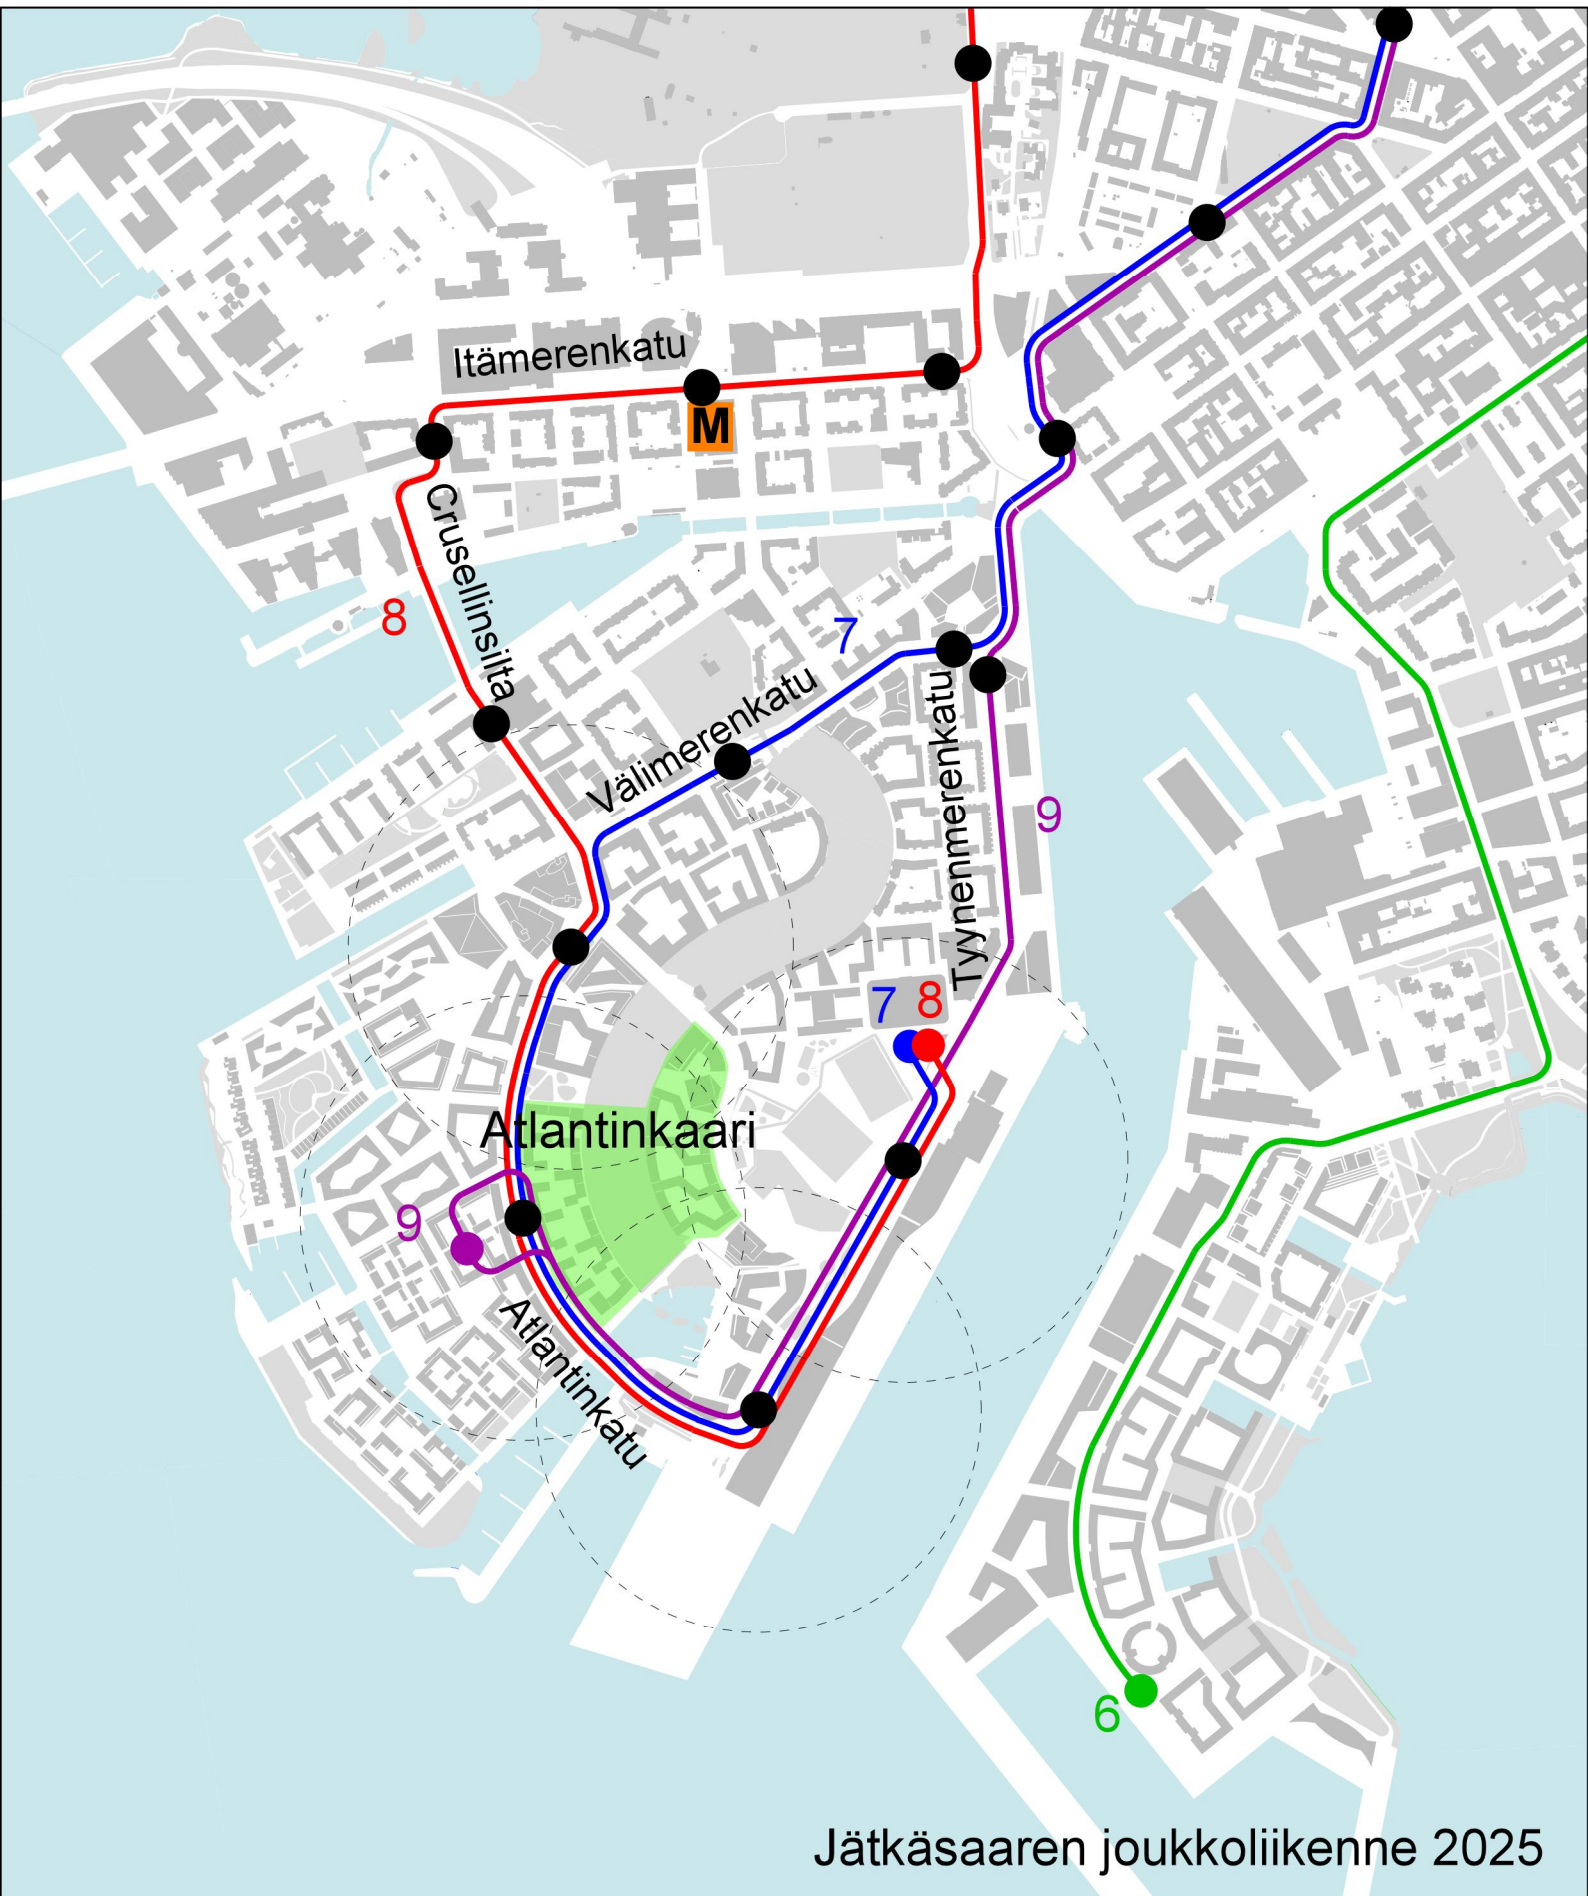 Itämerenkatu
M
Crusellinsilta
8
7
Välimerenkatu
Tyynenmerenkatu
9
7 8
Atlantinkaari
9
Atlantinkatu
6
Jätkäsaaren joukkoliikenne 2025